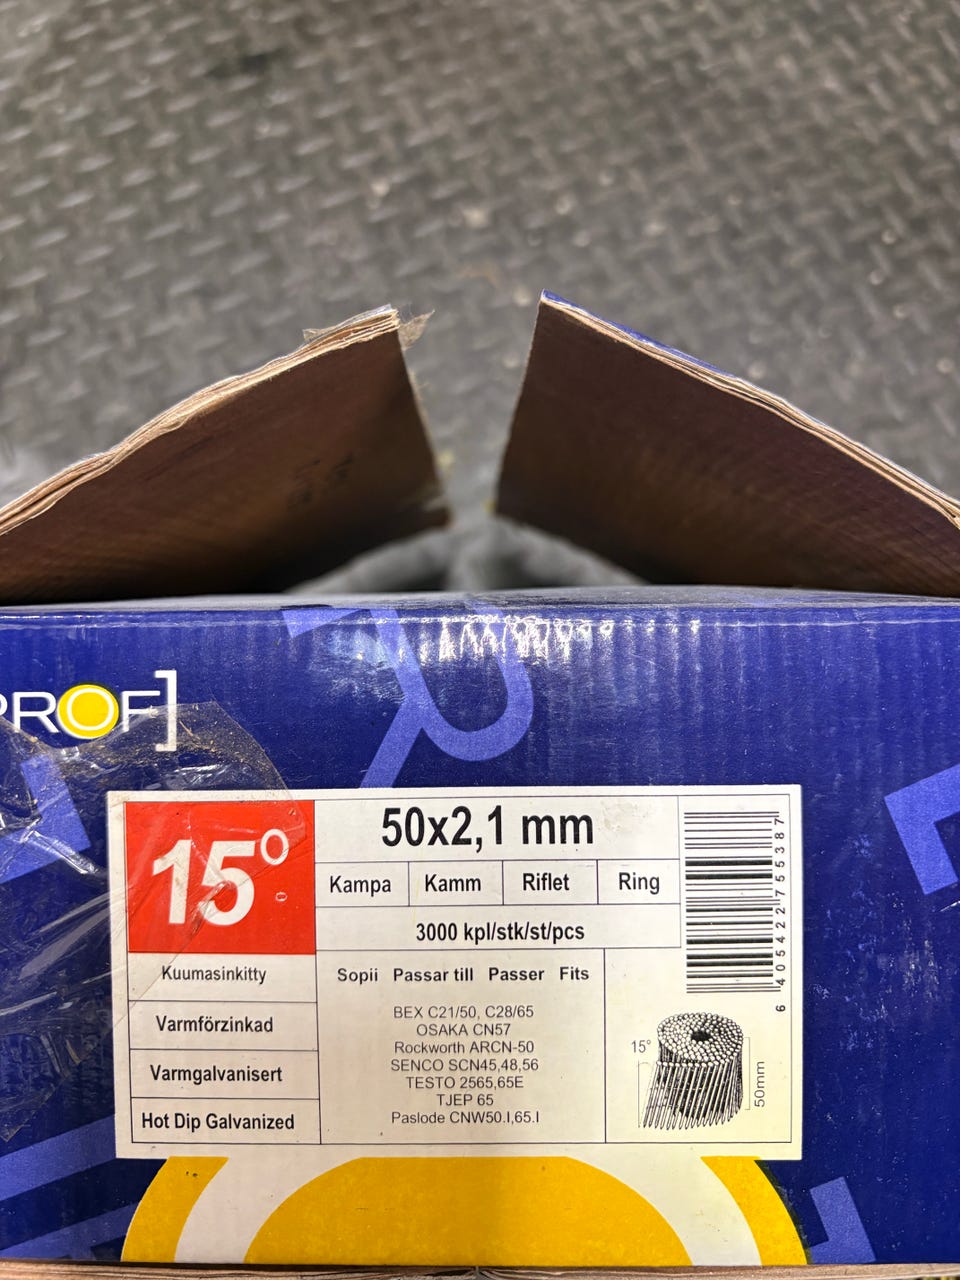 PROF]
15°
50x2,1 mm
Kampa Kamm Riflet Ring
3000 kpl/stk/st/pcs
Kuumasinkitty
Varmförzinkad
Varmgalvanisert
Hot Dip Galvanized
Sopii Passar till Passer Fits
BEX C21/50, C28/65
OSAKA CN57
Rockworth ARCN-50
SENCO SCN45,48,56
TESTO 2565,65E
TJEP 65
Paslode CNW50.I,65.I
6 405422 755387
15°
50mm